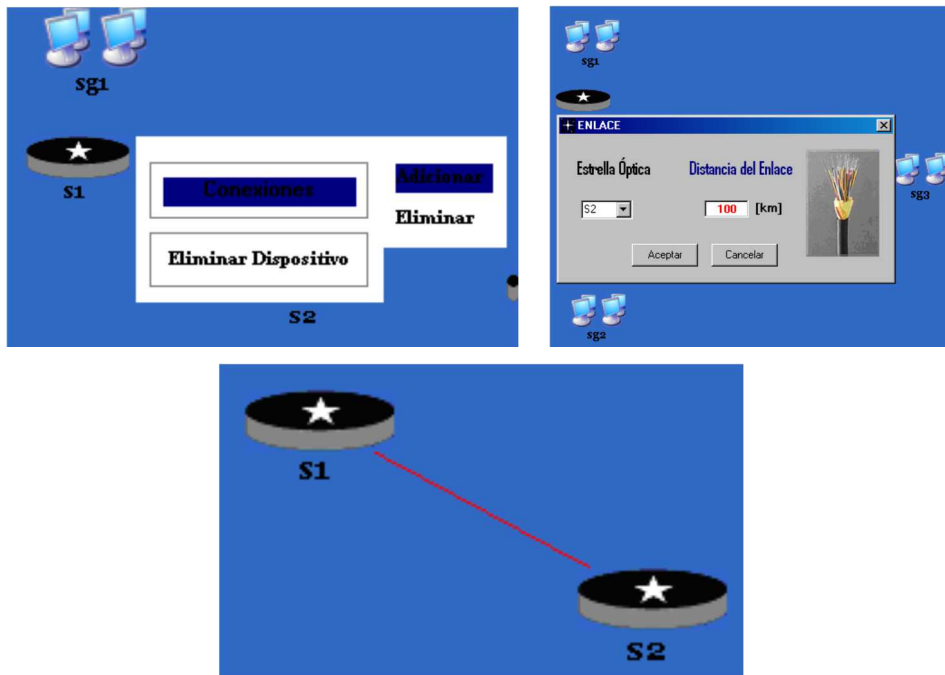 sg1
S1
Conexiones
Adicionar
Eliminar
Eliminar Dispositivo
S2
sg1
ENLACE
Estrella Óptica
Distancia del Enlace
S2
100 [km]
Aceptar
Cancelar
sg3
sg2
S1
S2